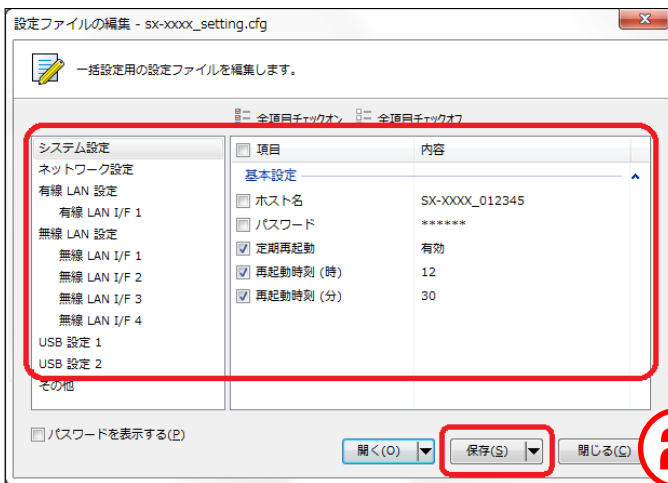 設定ファイルの編集 - sx-xxxx_setting.cfg
一括設定用の設定ファイルを編集します。
全項目チェックオン 全項目チェックオフ
システム設定
ネットワーク設定
有線 LAN 設定
有線 LAN I/F 1
無線 LAN 設定
無線 LAN I/F 1
無線 LAN I/F 2
無線 LAN I/F 3
無線 LAN I/F 4
USB 設定 1
USB 設定 2
その他
項目 内容
基本設定
ホスト名 SX-XXXX_012345
パスワード ******
定期再起動 有効
再起動時刻 (時) 12
再起動時刻 (分) 30
パスワードを表示する(P)
開く(O) 保存(S) 閉じる(C)
2